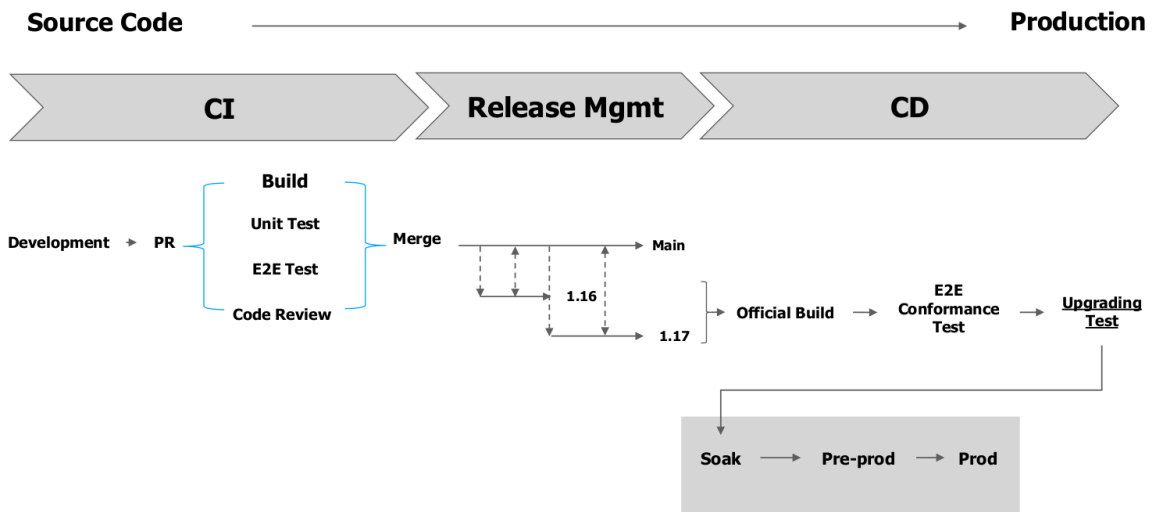 Source Code
Production
CI
Release Mgmt
CD
Development
PR
Build
Unit Test
E2E Test
Code Review
Merge
Main
1.16
1.17
Official Build
E2E
Conformance
Test
Upgrading
Test
Soak
Pre-prod
Prod